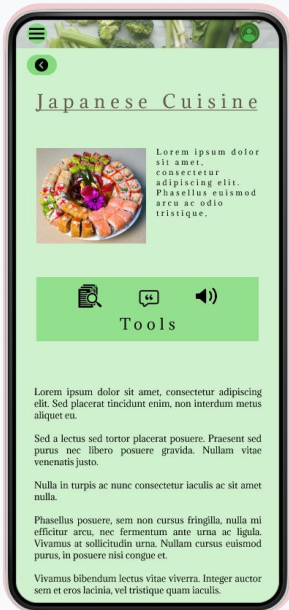 Japanese Cuisine
Lorem ipsum dolor
sit amet,
consectetur
adipiscing elit.
Phasellus euismod
arcu ac odio
tristique,
Tools
Lorem ipsum dolor sit amet, consectetur adipiscing
elit. Sed placerat tincidunt enim, non interdum metus
aliquet eu.
Sed a lectus sed tortor placerat posuere. Praesent sed
purus nec libero posuere gravida. Nullam vitae
venenatis justo.
Nulla in turpis ac nunc consectetur iaculis ac sit amet
nulla.
Phasellus posuere, sem non cursus fringilla, nulla mi
efficitur arcu, nec fermentum ante urna ac ligula.
Vivamus at sollicitudin urna. Nullam cursus euismod
purus, in posuere nisi congue et.
Vivamus bibendum lectus vitae viverra. Integer auctor
sem et eros lacinia, vel tristique quam iaculis.